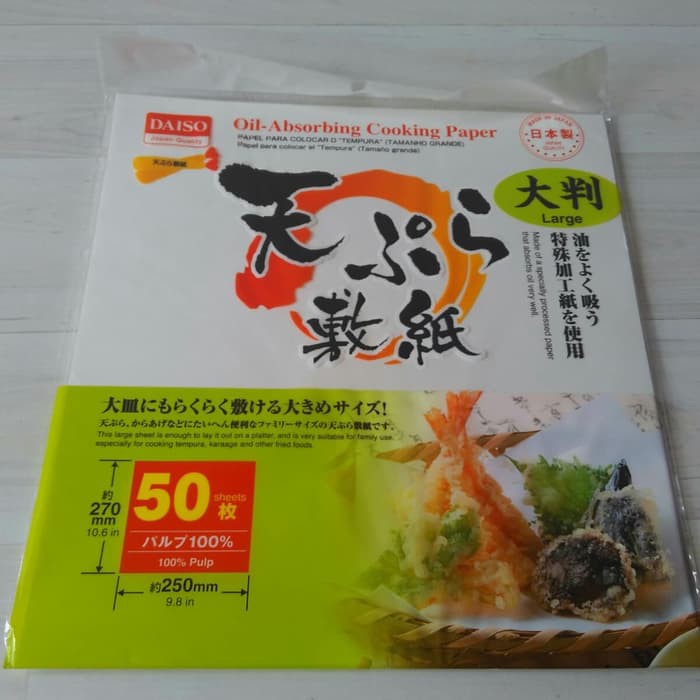 DAISO
Japan Quality
天ぷら敷紙
Oil-Absorbing Cooking Paper
PAPEL PARA COLOCAR O "TEMPURA" (TAMANHO GRANDE)
Papel para colocar el "Tempura" (Tamaño grande)
MADE IN JAPAN
日本製
天ぷら
敷紙
大判
Large
油をよく吸う
特殊加工紙を使用
Made of a specially processed paper
that absorbs oil very well.
大皿にもらくらく敷ける大きめサイズ!
天ぷら、からあげなどにたいへん便利なファミリーサイズの天ぷら敷紙です。
This large sheet is enough to lay it out on a platter, and is very suitable for family use,
especially for cooking tempura, karaage and other fried foods.
約
270
mm
10.6 in
50 sheets
枚
パルプ100%
100% Pulp
約250mm
9.8 in